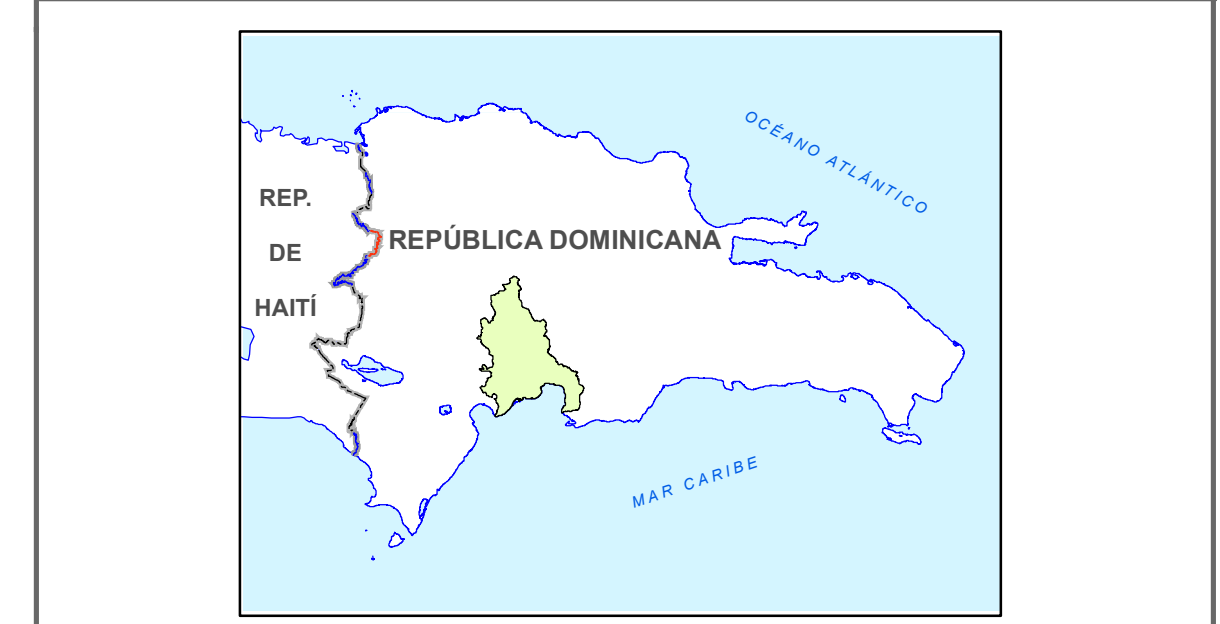 OCÉANO ATLÁNTICO
REP.
DE
HAITÍ
REPÚBLICA DOMINICANA
MAR CARIBE